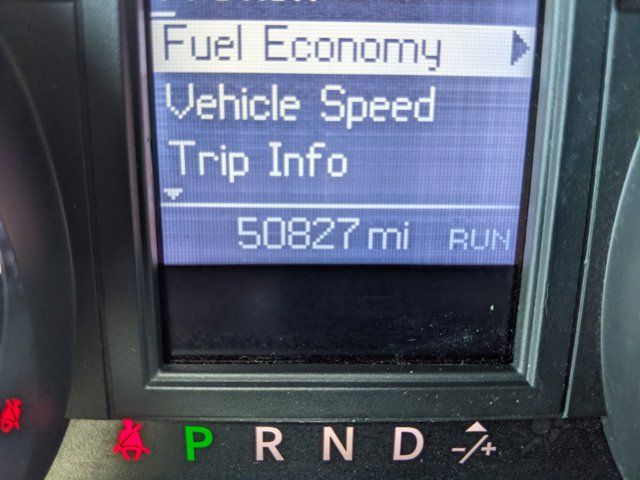 Fuel Economy
Vehicle Speed
Trip Info
50827 mi RUN
P R N D -/+